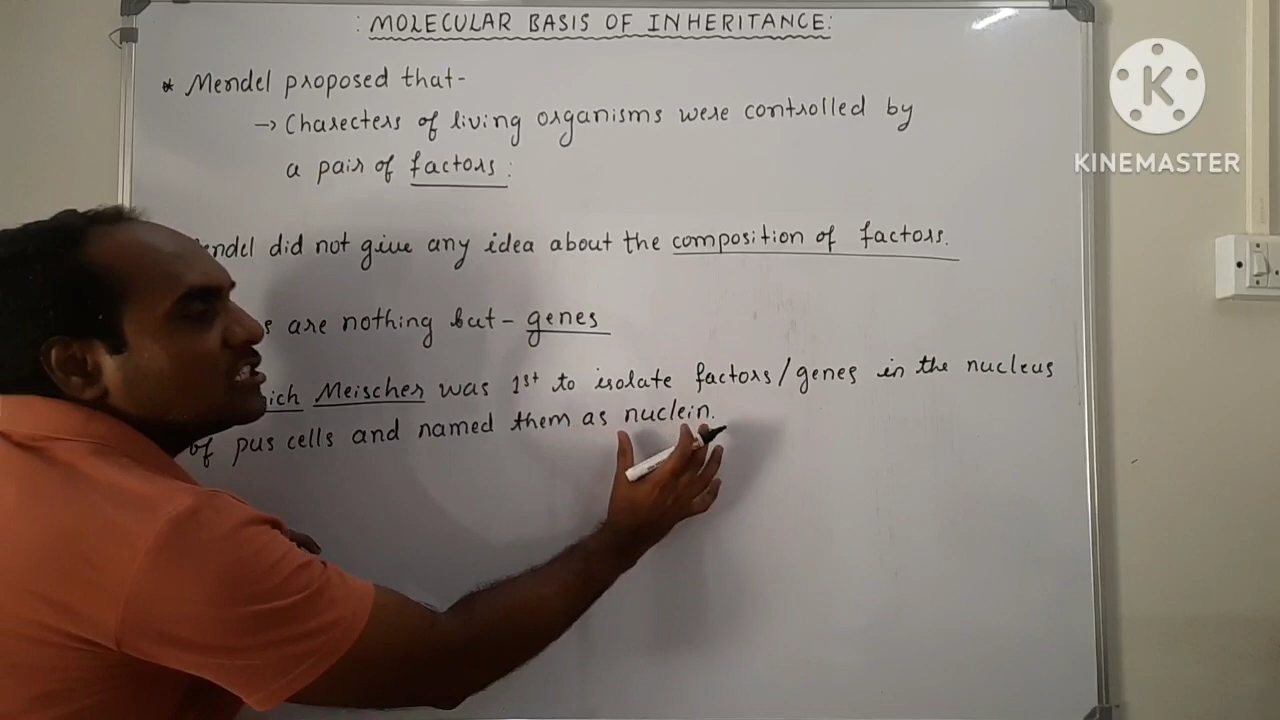 : MOLECULAR BASIS OF INHERITANCE:
* Mendel proposed that-
→ Charecters of living organisms were controlled by
a pair of factors:
did not give any idea about the composition of factors.
are nothing but- genes
Meischer was 1st to isolate factors/genes in the nucleus
of pus cells and named them as nuclein.
K
KINEMASTER